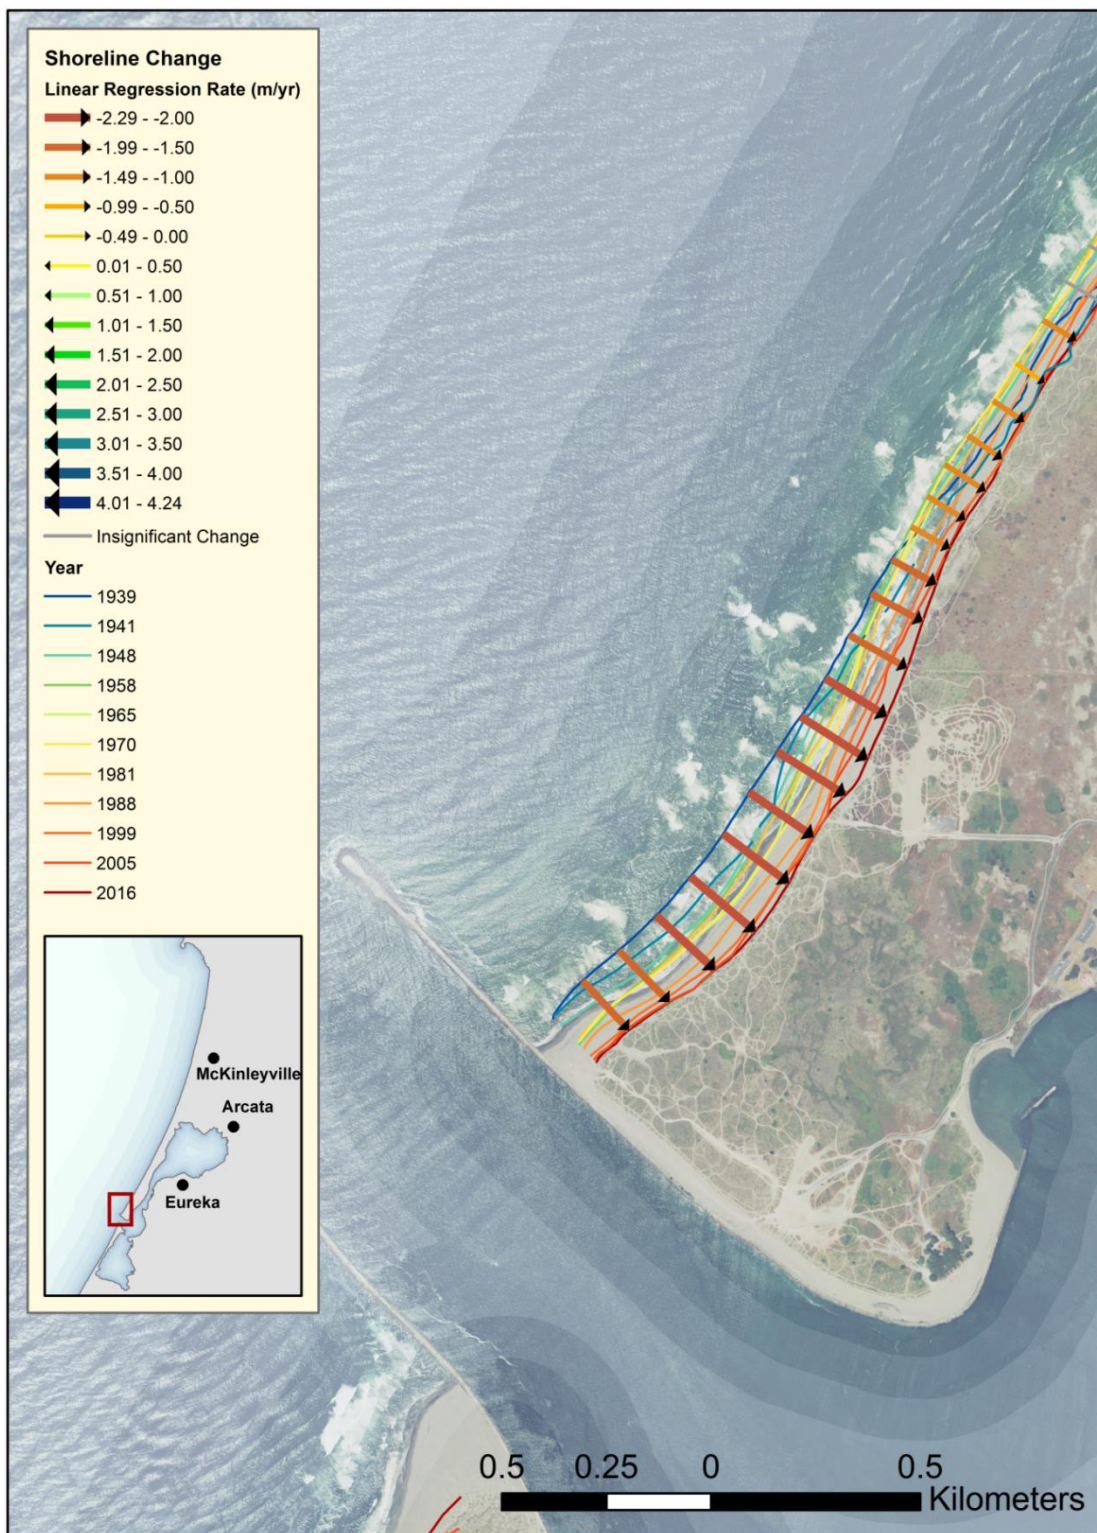 Shoreline Change
Linear Regression Rate (m/yr)
-2.29 - -2.00
-1.99 - -1.50
-1.49 - -1.00
-0.99 - -0.50
-0.49 - 0.00
0.01 - 0.50
0.51 - 1.00
1.01 - 1.50
1.51 - 2.00
2.01 - 2.50
2.51 - 3.00
3.01 - 3.50
3.51 - 4.00
4.01 - 4.24
Insignificant Change
Year
1939
1941
1948
1958
1965
1970
1981
1988
1999
2005
2016
McKinleyville
Arcata
Eureka
0.5 0.25 0 0.5
Kilometers